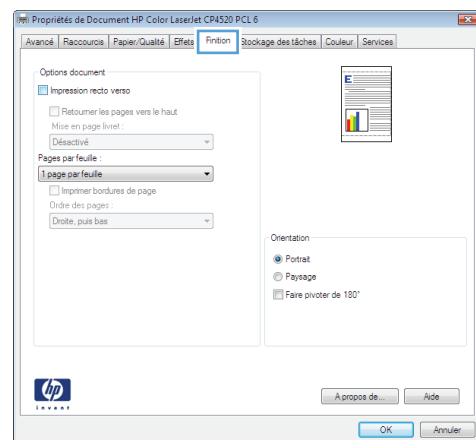 Propriétés de Document HP Color LaserJet CP4520 PCL 6
Avancé Raccourcis Papier/Qualité Effets Finition Stockage des tâches Couleur Services
Options document
Impression recto verso
Retourner les pages vers le haut
Mise en page livret :
Désactivé
Pages par feuille :
1 page par feuille
Imprimer bordures de page
Ordre des pages :
Droite, puis bas
E
Orientation
Portrait
Paysage
Faire pivoter de 180°
hp
invent
A propos de... Aide
OK Annuler